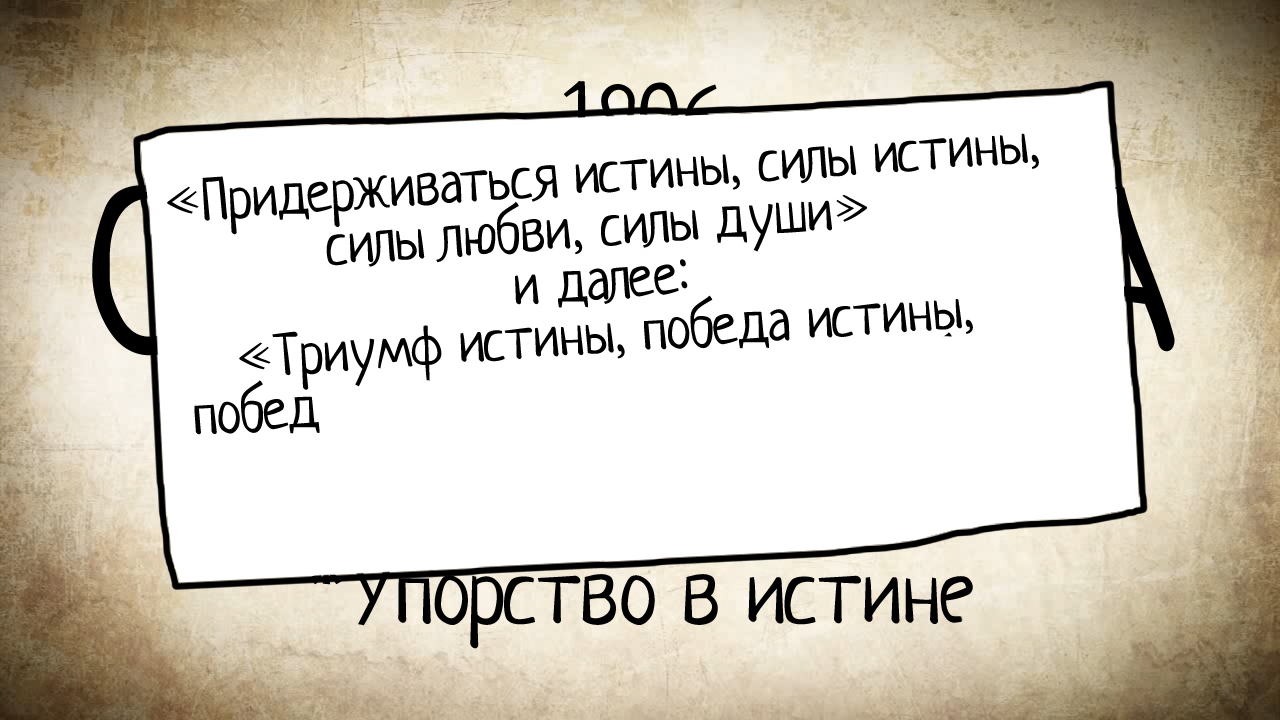 «Придерживаться истины, силы истины,
силы любви, силы души»
и далее:
«Триумф истины, победа истины,
побед
Упорство в истине